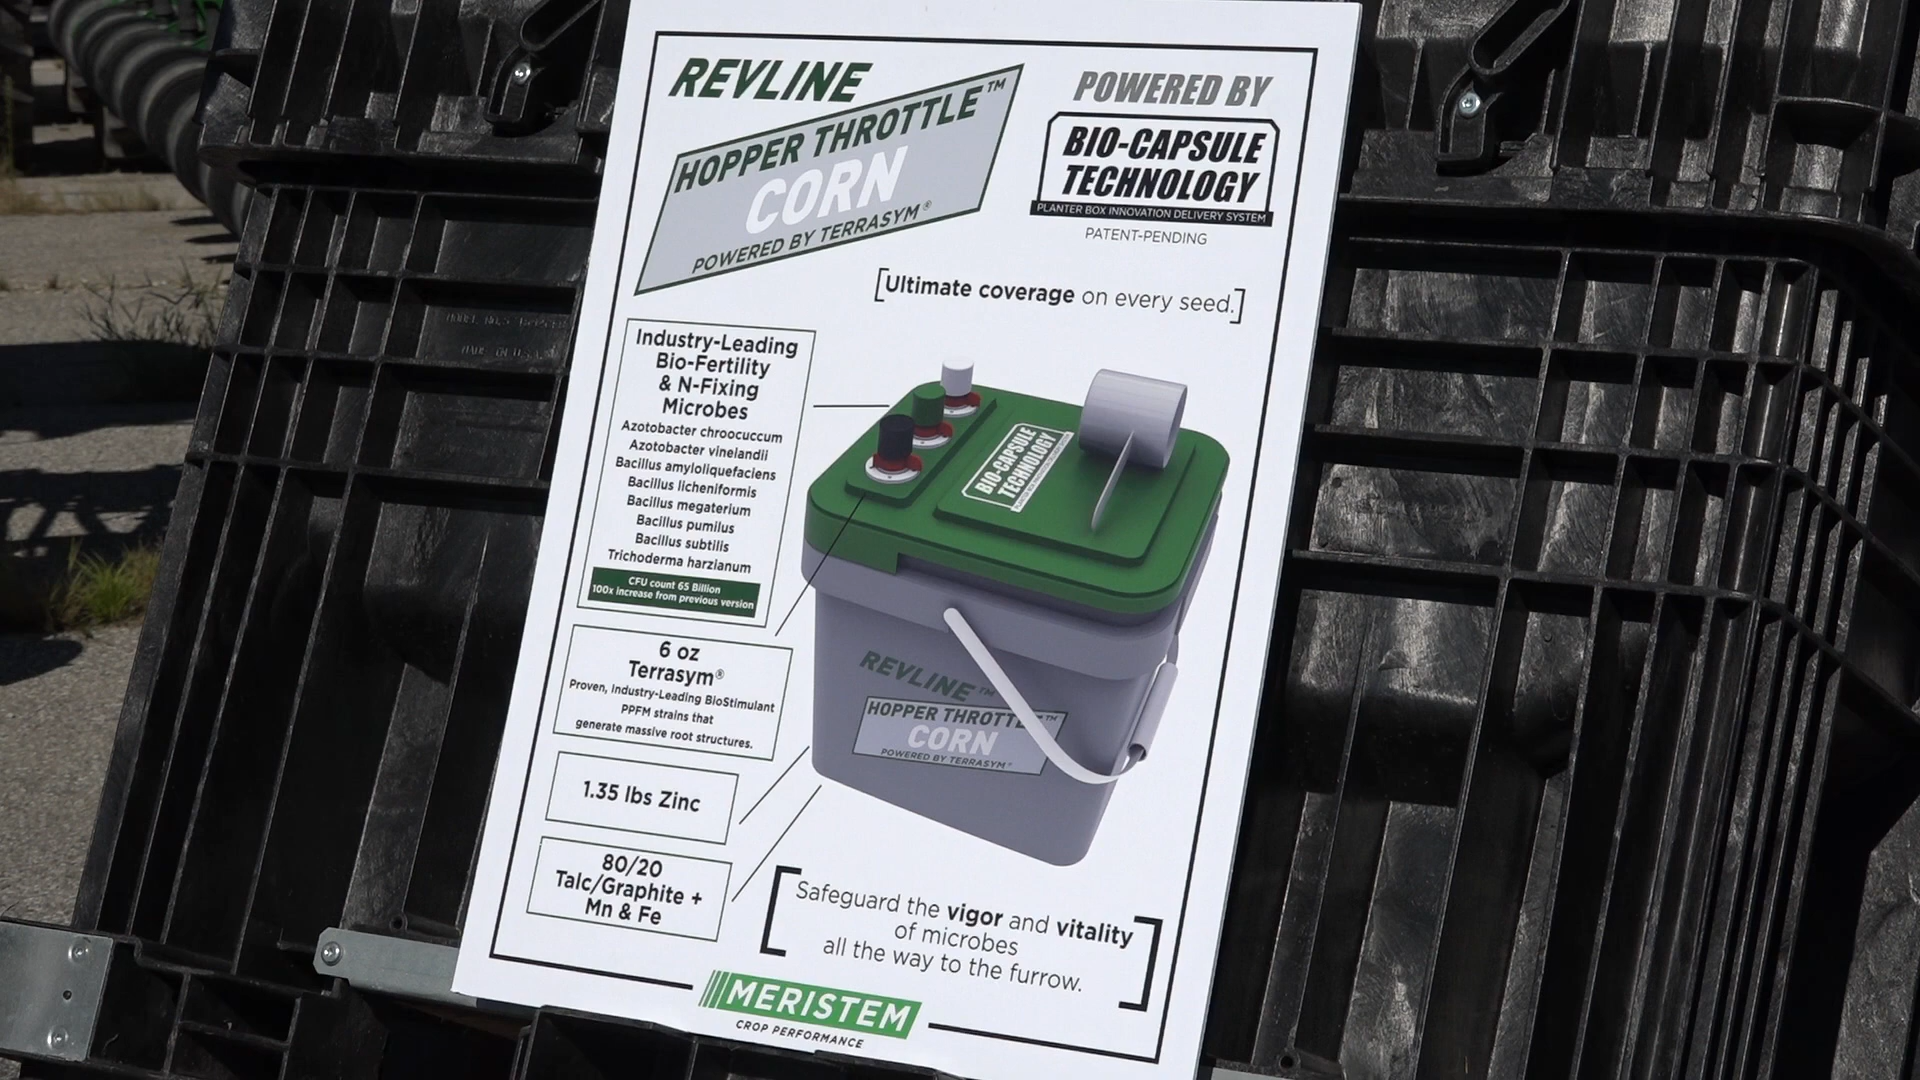 REVLINE
HOPPER THROTTLE™
CORN
POWERED BY TERRASYM®
POWERED BY
BIO-CAPSULE
TECHNOLOGY
PLANTER BOX INNOVATION DELIVERY SYSTEM
PATENT-PENDING
[Ultimate coverage on every seed.]
Industry-Leading
Bio-Fertility
& N-Fixing
Microbes
Azotobacter chroocuccum
Azotobacter vinelandii
Bacillus amyloliquefaciens
Bacillus licheniformis
Bacillus megaterium
Bacillus pumilus
Bacillus subtilis
Trichoderma harzianum
CFU count 65 Billion
100x increase from previous version
6 oz
Terrasym®
Proven, Industry-Leading BioStimulant
PPFM strains that
generate massive root structures.
1.35 lbs Zinc
80/20
Talc/Graphite +
Mn & Fe
BIO-CAPSULE
TECHNOLOGY
REVLINE™
HOPPER THROTTLE™
CORN
POWERED BY TERRASYM®
[Safeguard the vigor and vitality
of microbes
all the way to the furrow.]
MERISTEM
CROP PERFORMANCE
MADE IN U.S.A.